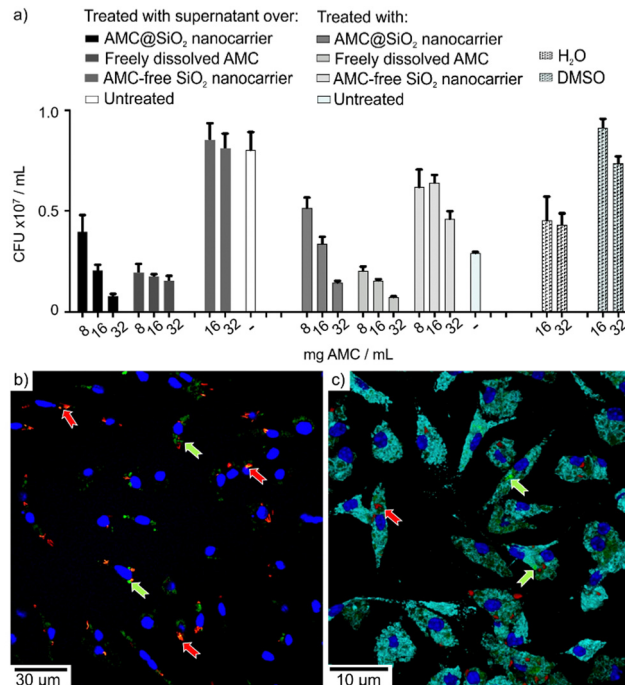 a)
Treated with supernatant over:
AMC@SiO2 nanocarrier
Freely dissolved AMC
AMC-free SiO2 nanocarrier
Untreated
Treated with:
AMC@SiO2 nanocarrier
Freely dissolved AMC
AMC-free SiO2 nanocarrier
Untreated
H2O
DMSO
CFU x10⁷ / mL
1.0
0.5
0
8 16 32 8 16 32 16 32 - 8 16 32 8 16 32 8 16 32 - 16 32 16 32
mg AMC / mL
b)
30 µm
c)
10 µm